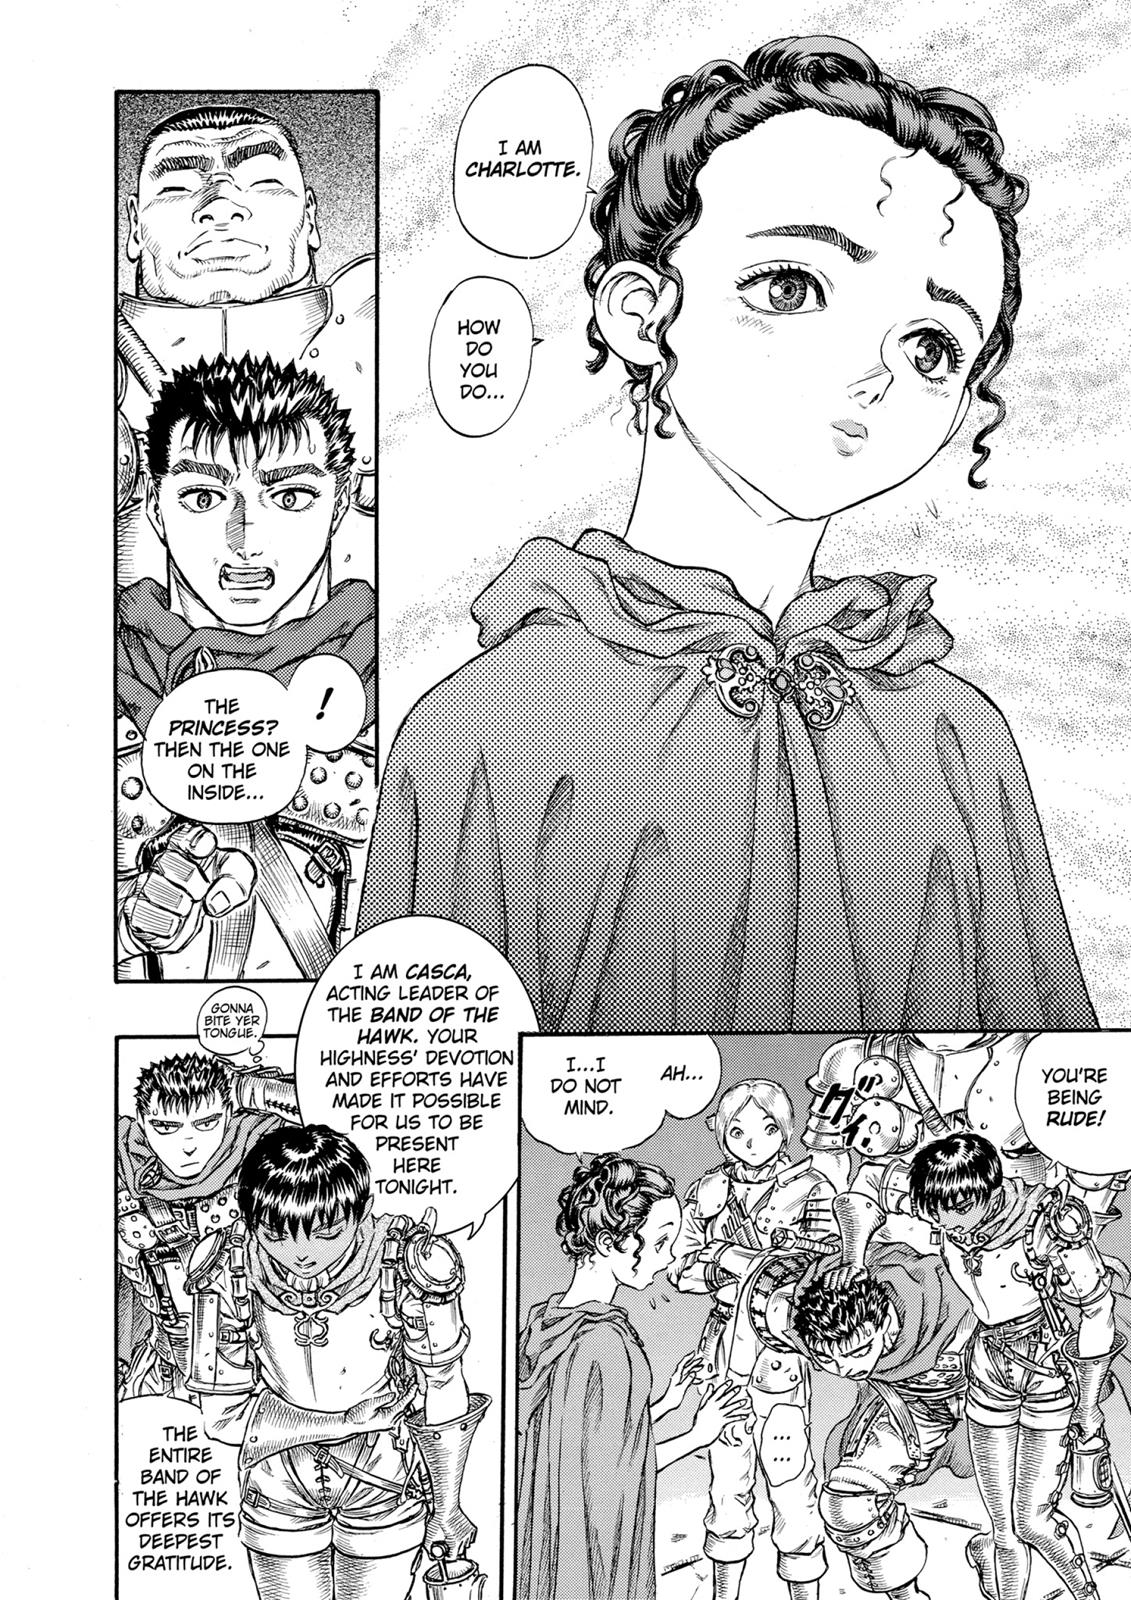 I AM
CHARLOTTE.
HOW
DO
YOU
DO...
!
THE
PRINCESS?
THEN THE ONE
ON THE
INSIDE...
YOU'RE
BEING
RUDE!
グイッ
AH...
I...I
DO NOT
MIND.
...
...
I AM CASCA,
ACTING LEADER OF
THE BAND OF THE
HAWK. YOUR
HIGHNESS' DEVOTION
AND EFFORTS HAVE
MADE IT POSSIBLE
FOR US TO BE
PRESENT
HERE
TONIGHT.
GONNA
BITE YER
TONGUE.
THE
ENTIRE
BAND OF
THE HAWK
OFFERS ITS
DEEPEST
GRATITUDE.